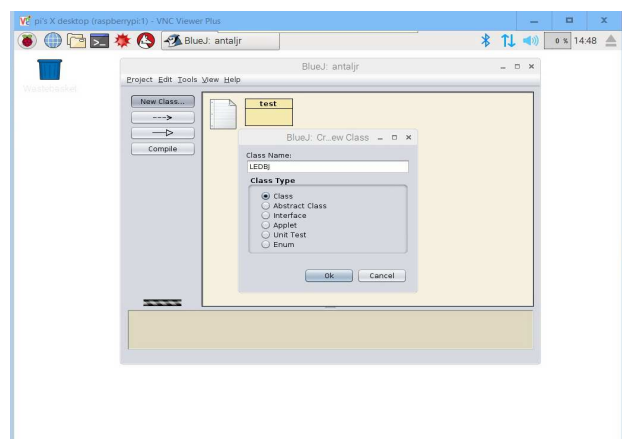 pi's X desktop (raspberrypi:1) - VNC Viewer Plus
BlueJ: antaljr
0 %
14:48
Wastebasket
BlueJ: antaljr
Project Edit Tools View Help
New Class...
Compile
test
BlueJ: Cr...ew Class
Class Name:
LEDBJ
Class Type
Class
Abstract Class
Interface
Applet
Unit Test
Enum
Ok
Cancel